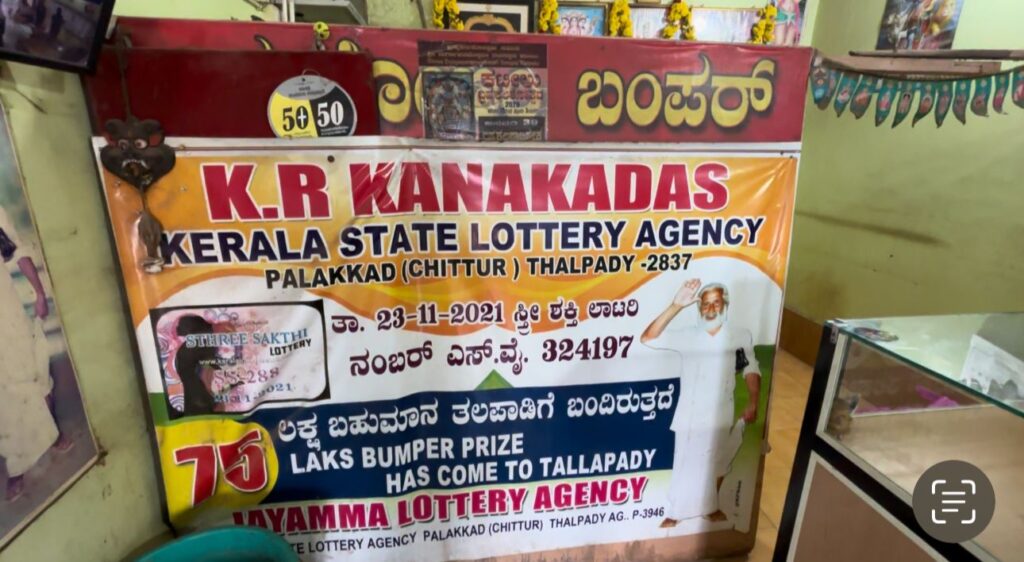 ಬಂಪರ್
50+50
K.R KANAKADAS
KERALA STATE LOTTERY AGENCY
PALAKKAD (CHITTUR ) THALPADY -2837
ತಾ. 23-11-2021 ಸ್ತ್ರೀ ಶಕ್ತಿ ಲಾಟರಿ
ನಂಬರ್ ಎಸ್.ವೈ. 324197
STHREE SAKTHI
LOTTERY
75
ಲಕ್ಷ ಬಹುಮಾನ ತಲಪಾಡಿಗೆ ಬಂದಿರುತ್ತದೆ
LAKS BUMPER PRIZE
HAS COME TO TALLAPADY
JAYAMMA LOTTERY AGENCY
LOTTERY AGENCY PALAKKAD (CHITTUR) THALPADY AG.. P-3946